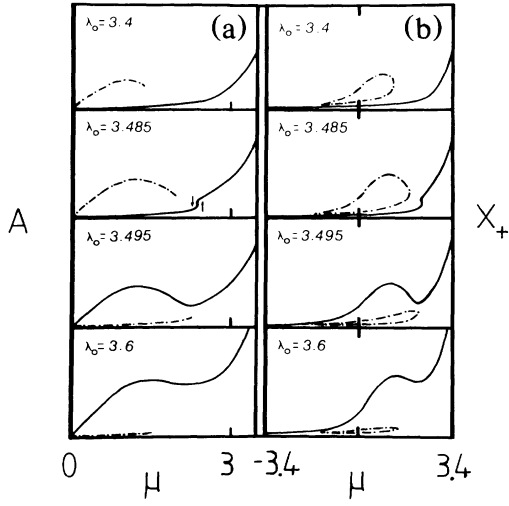 λo= 3.4 (a)
λo= 3.4 (b)
λo= 3.485
λo= 3.485
A
X+
λo= 3.495
λo= 3.495
λo= 3.6
λo= 3.6
0 3 -3.4 3.4
μ μ